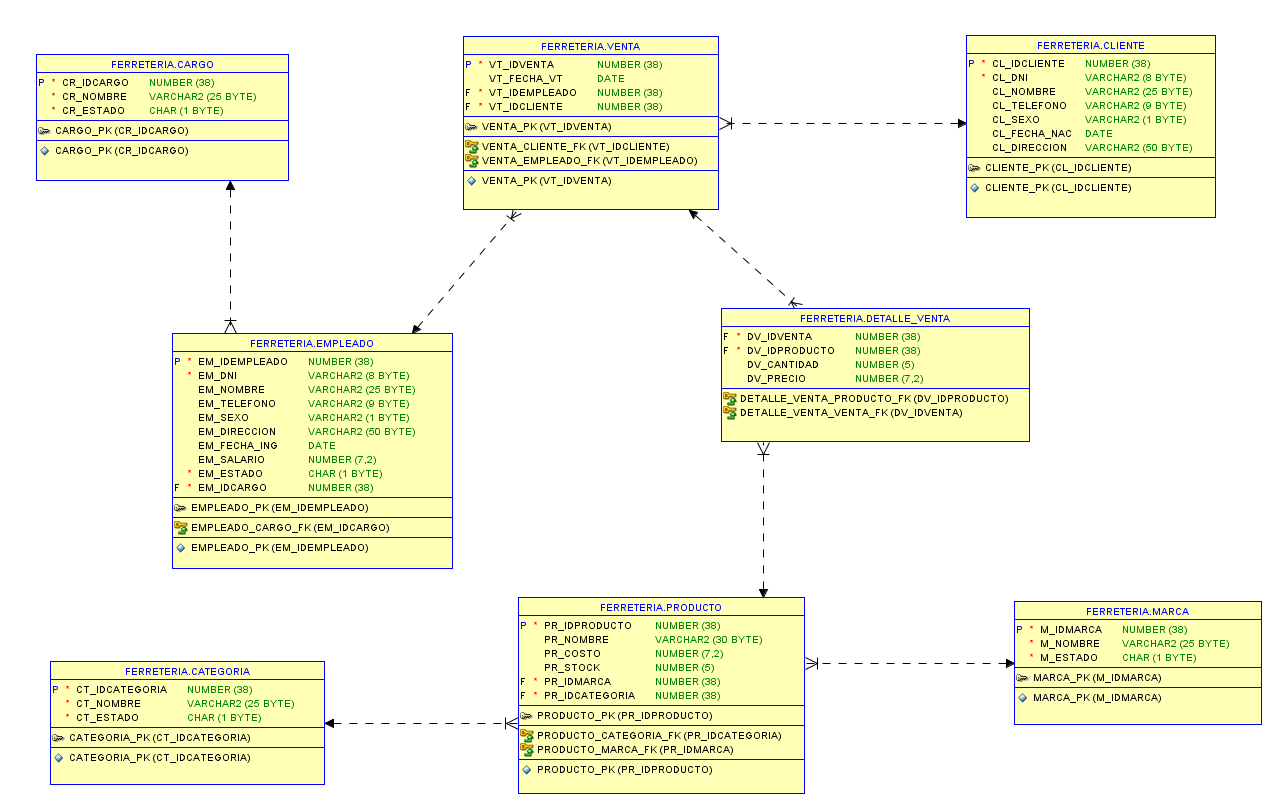 FERRETERIA.CARGO
P * CR_IDCARGO NUMBER (38)
* CR_NOMBRE VARCHAR2 (25 BYTE)
* CR_ESTADO CHAR (1 BYTE)
CARGO_PK (CR_IDCARGO)
CARGO_PK (CR_IDCARGO)
FERRETERIA.VENTA
P * VT_IDVENTA NUMBER (38)
VT_FECHA_VT DATE
F * VT_IDEMPLEADO NUMBER (38)
F * VT_IDCLIENTE NUMBER (38)
VENTA_PK (VT_IDVENTA)
VENTA_CLIENTE_FK (VT_IDCLIENTE)
VENTA_EMPLEADO_FK (VT_IDEMPLEADO)
VENTA_PK (VT_IDVENTA)
FERRETERIA.CLIENTE
P * CL_IDCLIENTE NUMBER (38)
* CL_DNI VARCHAR2 (8 BYTE)
CL_NOMBRE VARCHAR2 (25 BYTE)
CL_TELEFONO VARCHAR2 (9 BYTE)
CL_SEXO VARCHAR2 (1 BYTE)
CL_FECHA_NAC DATE
CL_DIRECCION VARCHAR2 (50 BYTE)
CLIENTE_PK (CL_IDCLIENTE)
CLIENTE_PK (CL_IDCLIENTE)
FERRETERIA.EMPLEADO
P * EM_IDEMPLEADO NUMBER (38)
* EM_DNI VARCHAR2 (8 BYTE)
EM_NOMBRE VARCHAR2 (25 BYTE)
EM_TELEFONO VARCHAR2 (9 BYTE)
EM_SEXO VARCHAR2 (1 BYTE)
EM_DIRECCION VARCHAR2 (50 BYTE)
EM_FECHA_ING DATE
EM_SALARIO NUMBER (7,2)
* EM_ESTADO CHAR (1 BYTE)
F * EM_IDCARGO NUMBER (38)
EMPLEADO_PK (EM_IDEMPLEADO)
EMPLEADO_CARGO_FK (EM_IDCARGO)
EMPLEADO_PK (EM_IDEMPLEADO)
FERRETERIA.DETALLE_VENTA
F * DV_IDVENTA NUMBER (38)
F * DV_IDPRODUCTO NUMBER (38)
DV_CANTIDAD NUMBER (5)
DV_PRECIO NUMBER (7,2)
DETALLE_VENTA_PRODUCTO_FK (DV_IDPRODUCTO)
DETALLE_VENTA_VENTA_FK (DV_IDVENTA)
FERRETERIA.CATEGORIA
P * CT_IDCATEGORIA NUMBER (38)
* CT_NOMBRE VARCHAR2 (25 BYTE)
* CT_ESTADO CHAR (1 BYTE)
CATEGORIA_PK (CT_IDCATEGORIA)
CATEGORIA_PK (CT_IDCATEGORIA)
FERRETERIA.PRODUCTO
P * PR_IDPRODUCTO NUMBER (38)
PR_NOMBRE VARCHAR2 (30 BYTE)
PR_COSTO NUMBER (7,2)
PR_STOCK NUMBER (5)
F * PR_IDMARCA NUMBER (38)
F * PR_IDCATEGORIA NUMBER (38)
PRODUCTO_PK (PR_IDPRODUCTO)
PRODUCTO_CATEGORIA_FK (PR_IDCATEGORIA)
PRODUCTO_MARCA_FK (PR_IDMARCA)
PRODUCTO_PK (PR_IDPRODUCTO)
FERRETERIA.MARCA
P * M_IDMARCA NUMBER (38)
* M_NOMBRE VARCHAR2 (25 BYTE)
* M_ESTADO CHAR (1 BYTE)
MARCA_PK (M_IDMARCA)
MARCA_PK (M_IDMARCA)